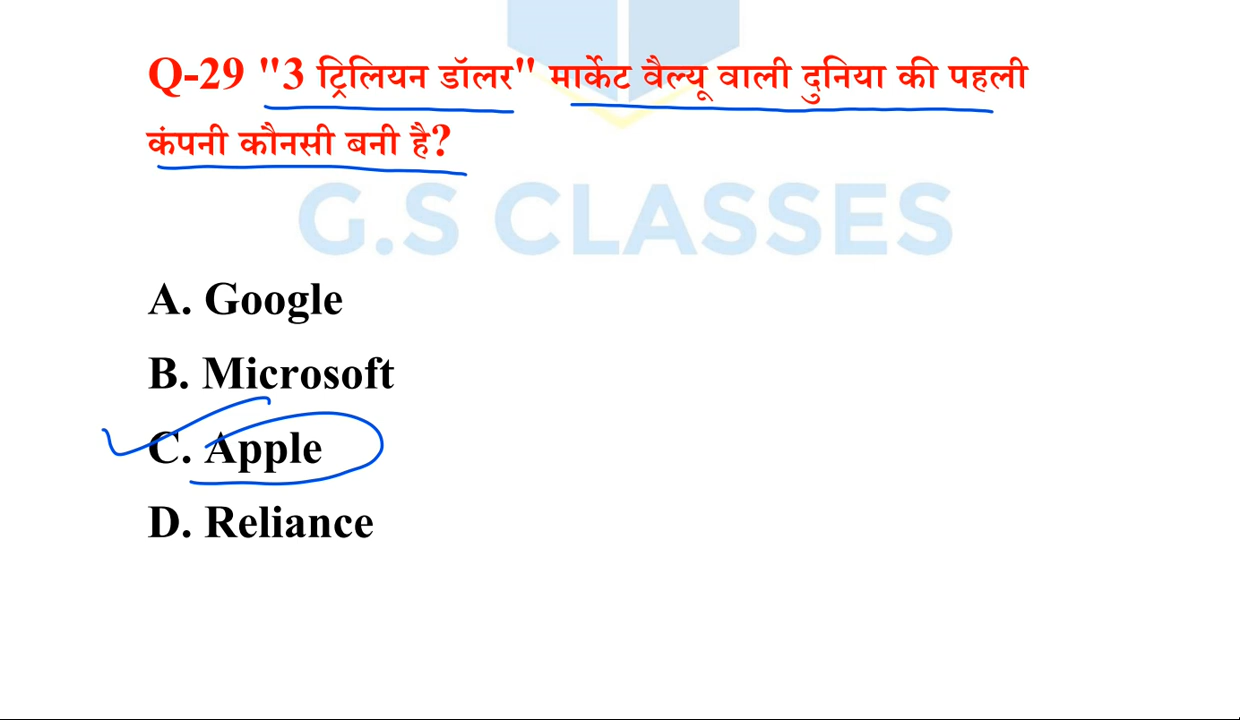 Q-29 "3 ट्रिलियन डॉलर" मार्केट वैल्यू वाली दुनिया की पहली
कंपनी कौनसी बनी है?
G.S CLASSES
A. Google
B. Microsoft
C. Apple
D. Reliance